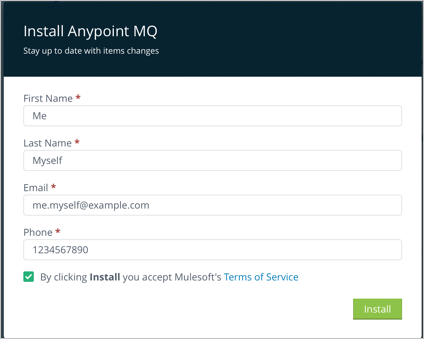 Install Anypoint MQ
Stay up to date with items changes
First Name *
Me
Last Name *
Myself
Email *
me.myself@example.com
Phone *
1234567890
By clicking Install you accept Mulesoft's Terms of Service
Install